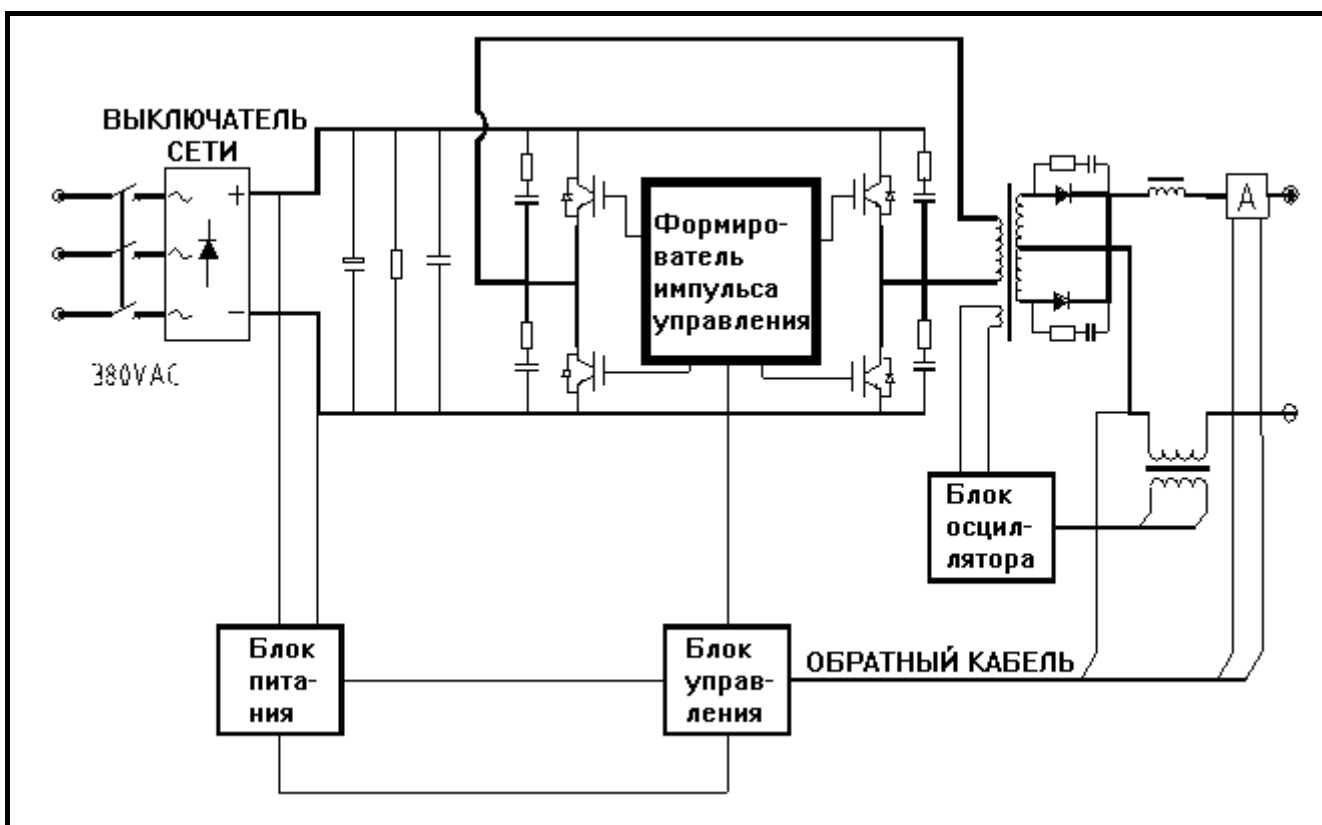 ВЫКЛЮЧАТЕЛЬ
СЕТИ
+
A
Формиро-
ватель
импульса
управления
−
380VAC
Блок
осцил-
лятора
Блок
пита-
ния
Блок
управ-
ления
ОБРАТНЫЙ КАБЕЛЬ